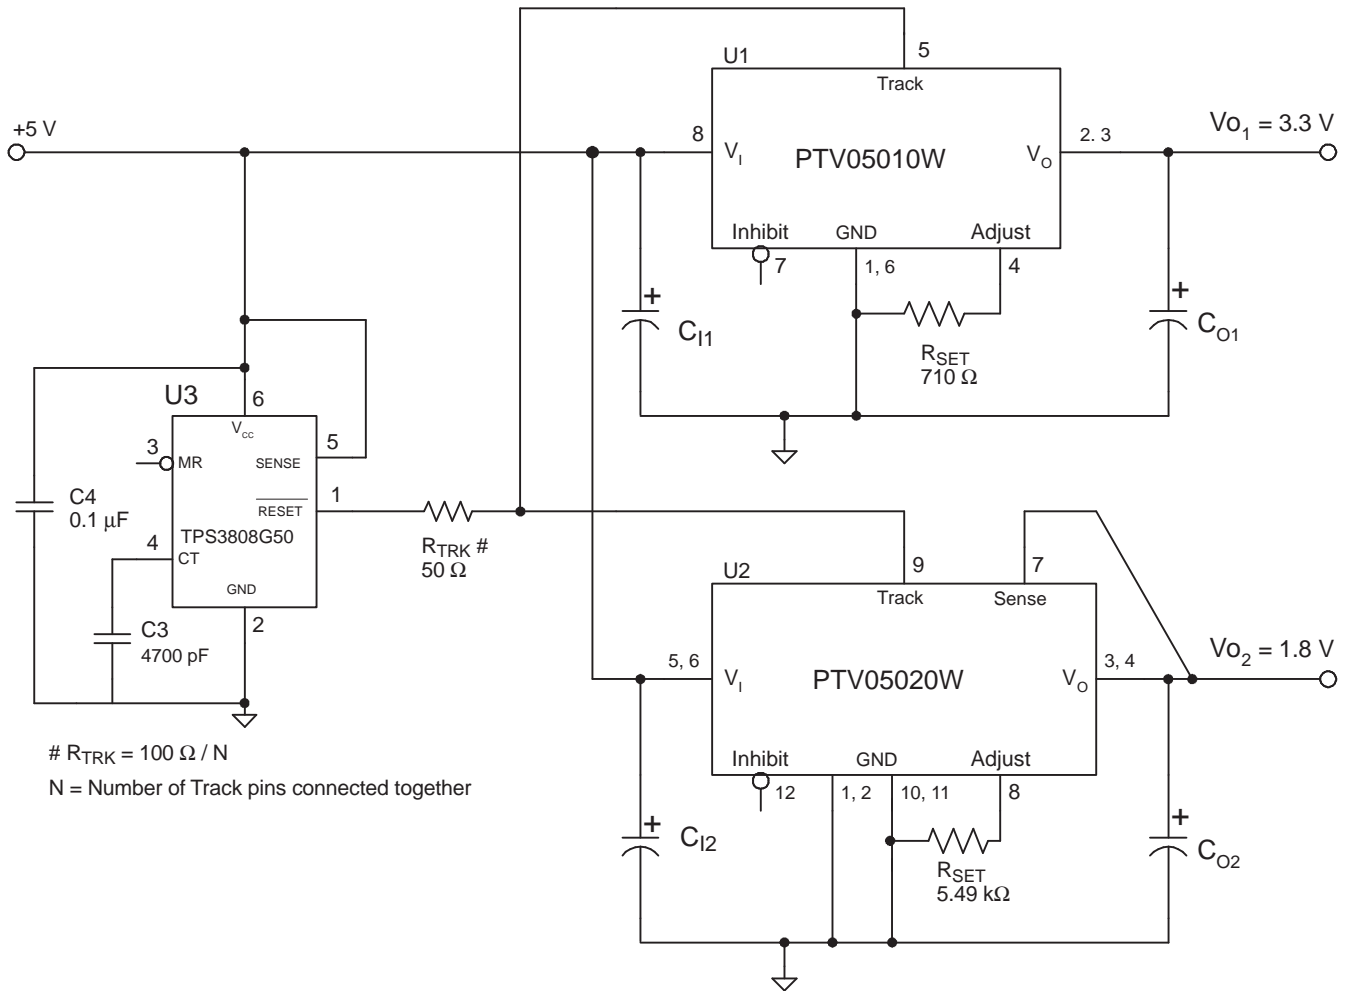 U1
5
Track
+5 V
8
VI
PTV05010W
VO
2. 3
Vo1 = 3.3 V
Inhibit
GND
Adjust
7
1, 6
4
+
CI1
RSET
710 Ω
+
CO1
U3
6
VCC
3
MR
SENSE
5
RESET
1
C4
0.1 μF
TPS3808G50
4
CT
RTRK #
50 Ω
GND
2
C3
4700 pF
U2
9
7
Track
Sense
5, 6
VI
PTV05020W
VO
3, 4
Vo2 = 1.8 V
Inhibit
GND
Adjust
12
1, 2
10, 11
8
+
CI2
RSET
5.49 kΩ
+
CO2
# RTRK = 100 Ω / N
N = Number of Track pins connected together